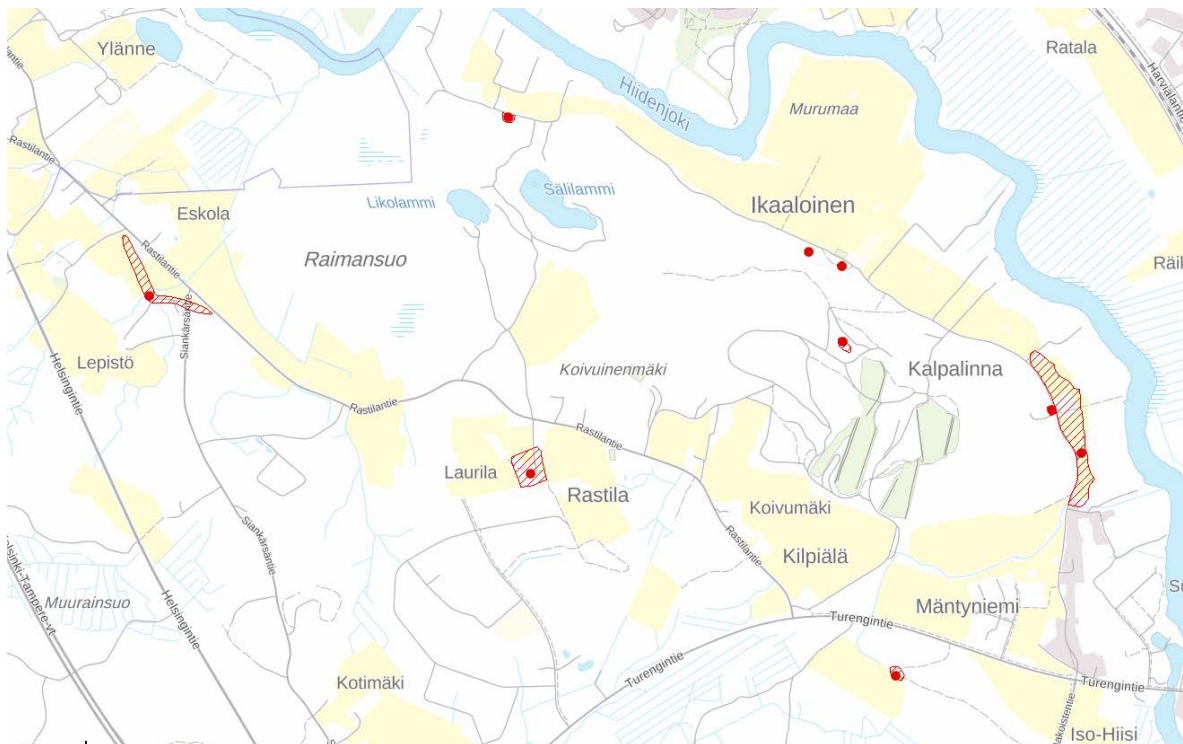 Ylänne
Ratala
Harvialantie
Hiidenjoki
Murumaa
Rastilantie
Sälilammi
Likolammi
Ikaaloinen
Eskola
Rastilantie
Raimansuo
Siankärsäntie
Lepistö
Helsingintie
Koivuinenmäki
Kalpalinna
Rastilantie
Rastilantie
Laurila
Rastila
Koivumäki
Siankärsäntie
Rastilantie
Kilpiälä
Muurainsuo
Helsingintie
Mäntyniemi
Turengintie
Turengintie
Kotimäki
Turengintie
Iso-Hiisi